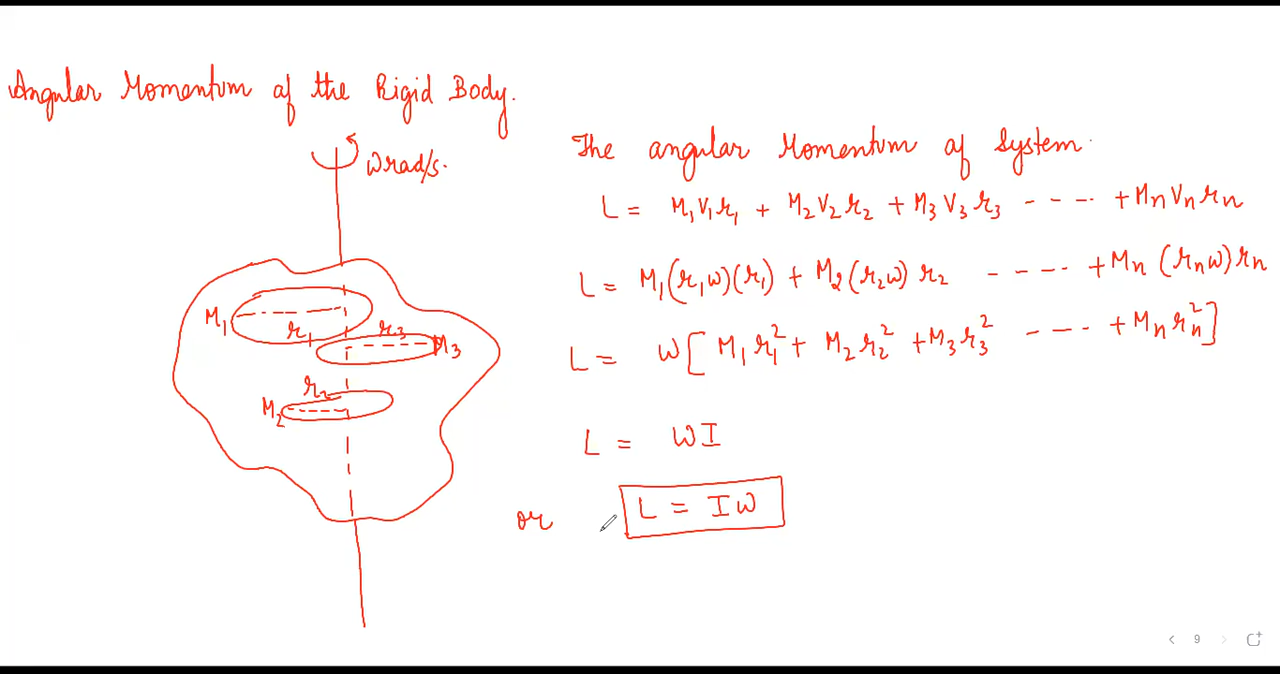 Angular Momentum of the Rigid Body.
W rad/s.
M₁
r₁
r₃
M₃
r₂
M₂
The angular Momentum of System.
L = M₁V₁r₁ + M₂V₂r₂ + M₃V₃r₃ ---- + MₙVₙrₙ
L = M₁(r₁ω)(r₁) + M₂(r₂ω) r₂ ---- + Mₙ (rₙω) rₙ
L = W[ M₁r₁² + M₂r₂² + M₃r₃² ---- + Mₙrₙ² ]
L = WI
or L = Iω
9